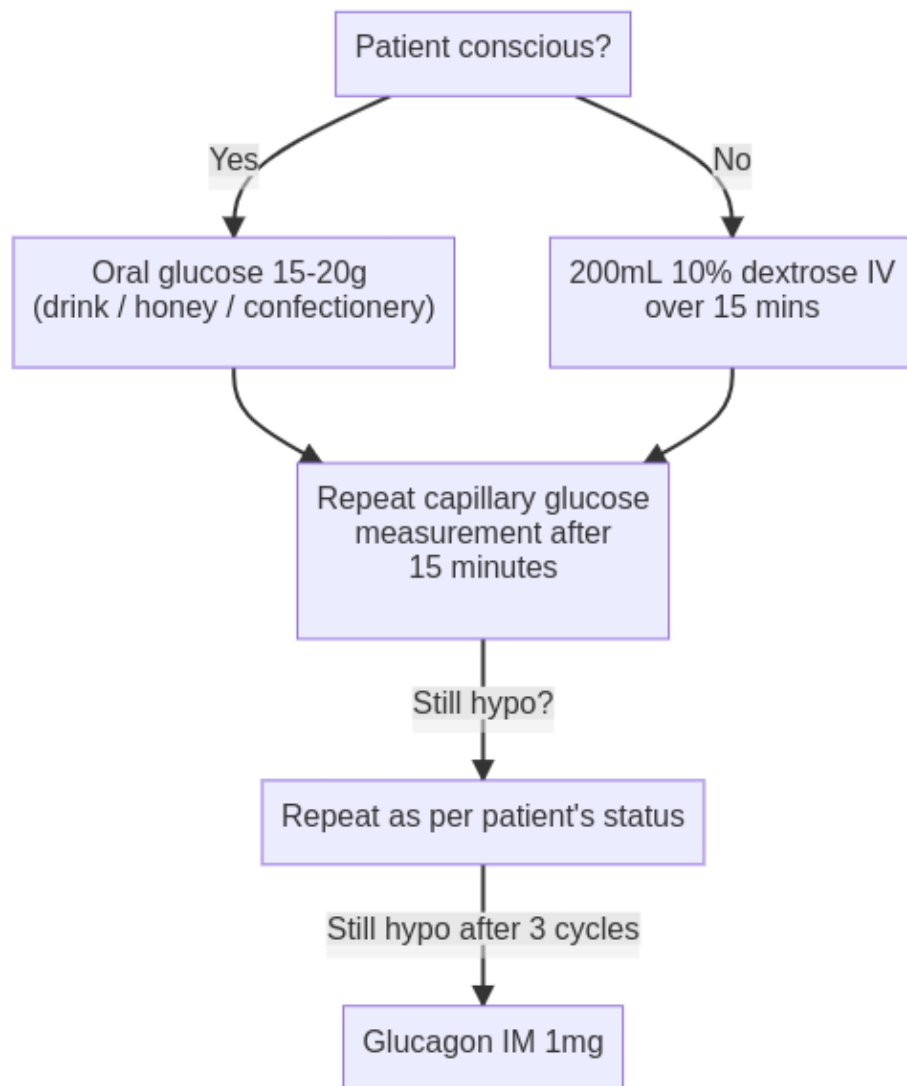 Patient conscious?
Yes
No
Oral glucose 15-20g
(drink / honey / confectionery)
200mL 10% dextrose IV
over 15 mins
Repeat capillary glucose
measurement after
15 minutes
Still hypo?
Repeat as per patient's status
Still hypo after 3 cycles
Glucagon IM 1mg